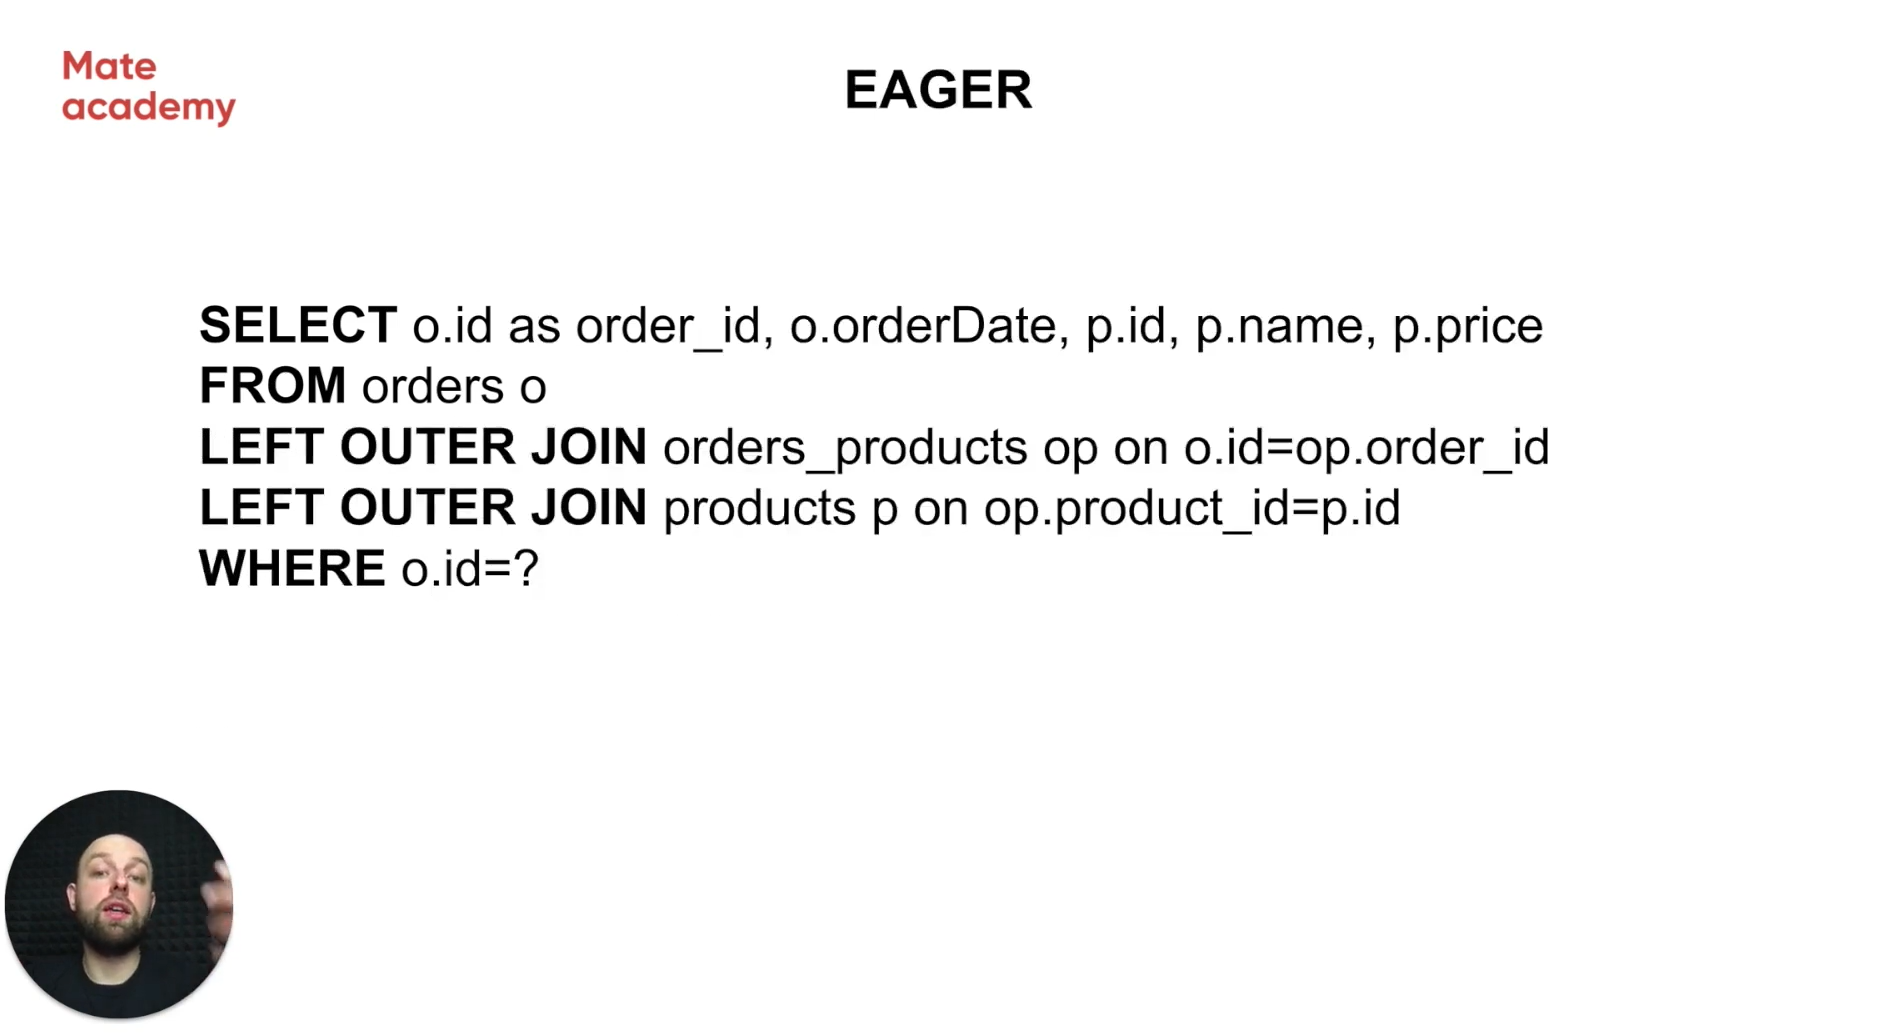 Mate
academy
EAGER
SELECT o.id as order_id, o.orderDate, p.id, p.name, p.price
FROM orders o
LEFT OUTER JOIN orders_products op on o.id=op.order_id
LEFT OUTER JOIN products p on op.product_id=p.id
WHERE o.id=?